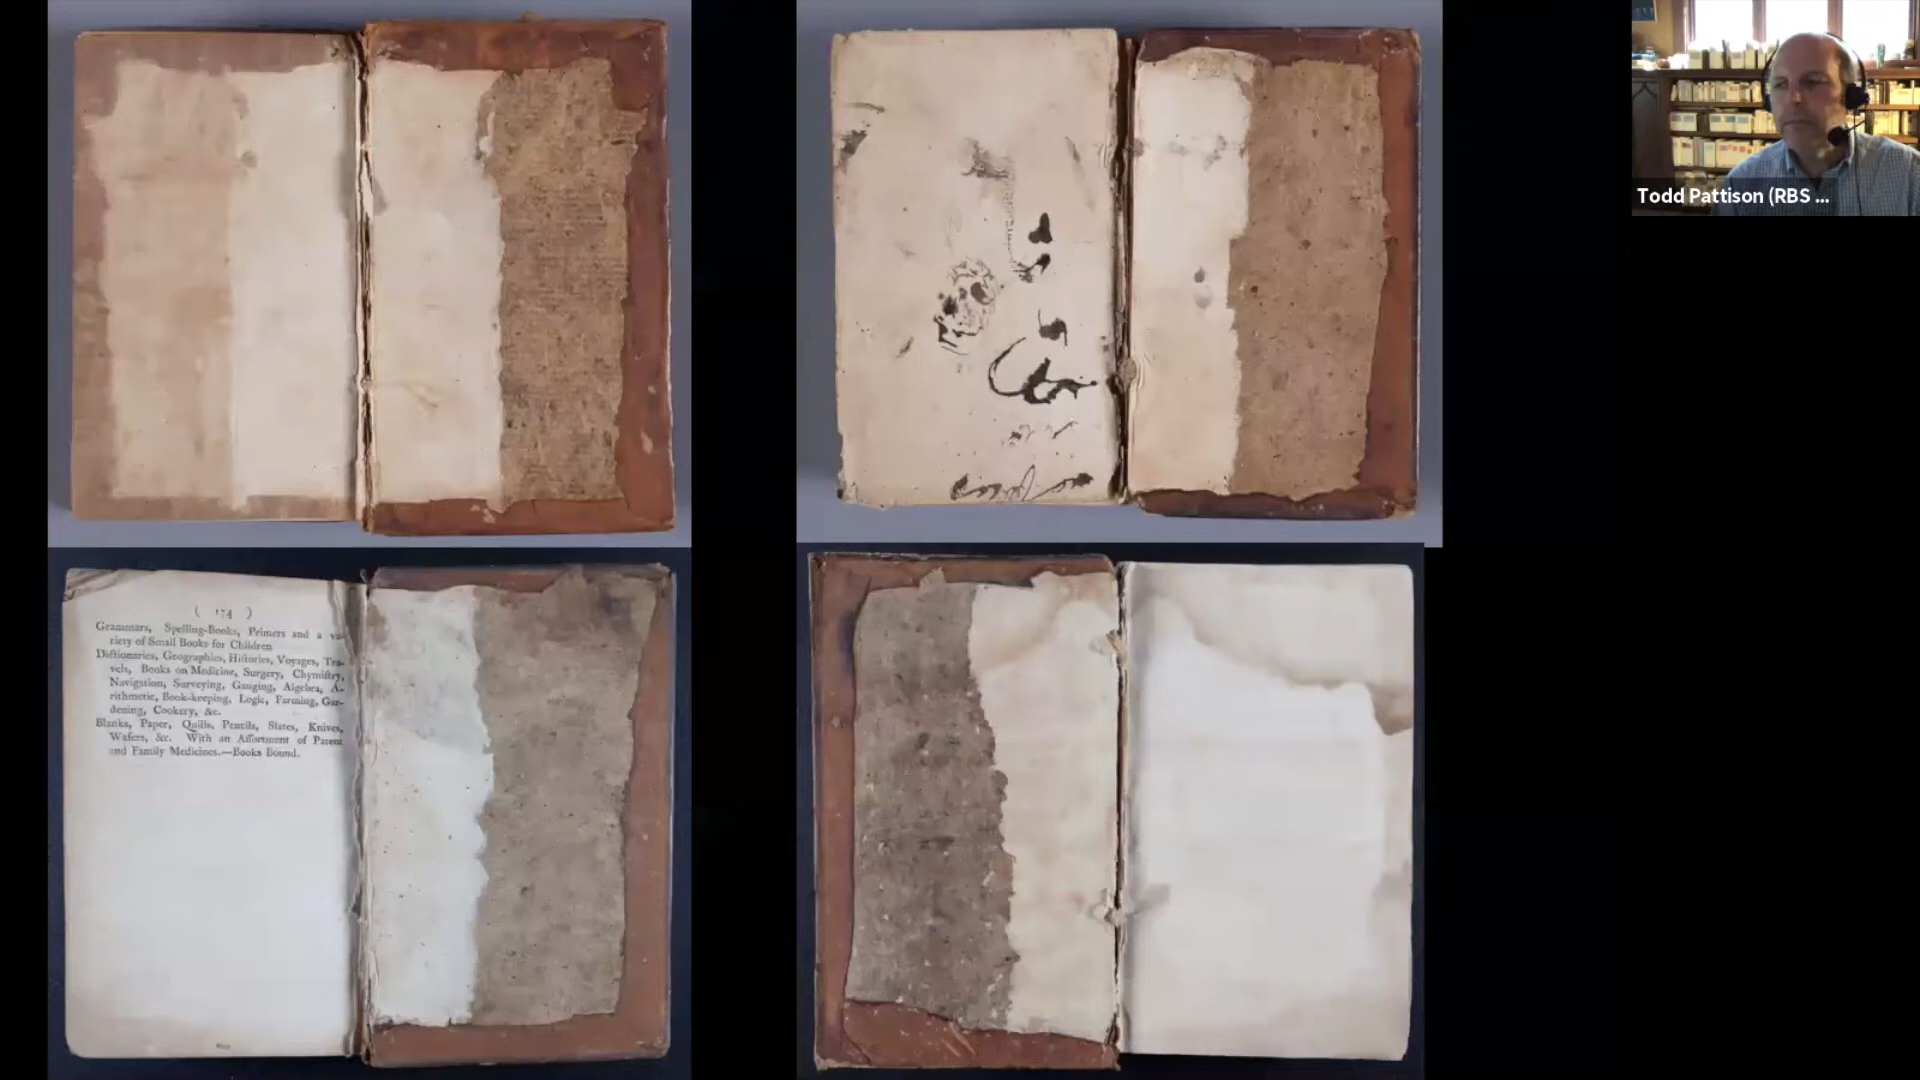 ( 174 )
Grammars, Spelling-Books, Primers and a va-
riety of Small Books for Children
Dictionaries, Geographies, Histories, Voyages, Tra-
vels, Books on Medicine, Surgery, Chymistry,
Navigation, Surveying, Gauging, Algebra, A-
rithmetic, Book-keeping, Logic, Farming, Gar-
dening, Cookery, &c.
Blanks, Paper, Quills, Pencils, Slates, Knives,
Wafers, &c. With an Assortment of Patent
and Family Medicines.—Books Bound.
Todd Pattison (RBS ...